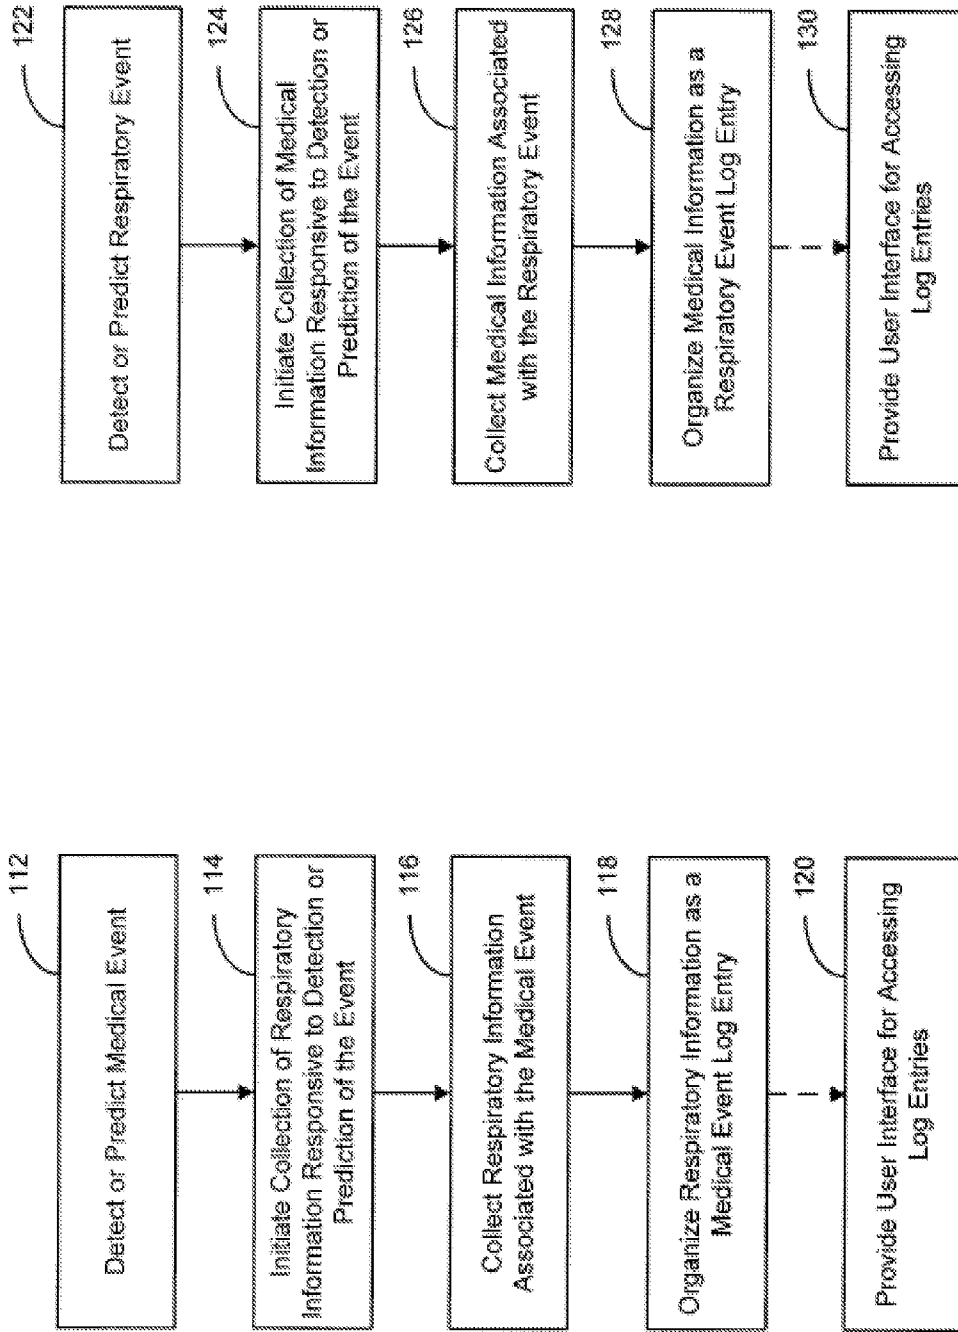 112
Detect or Predict Medical Event
114
Initiate Collection of Respiratory
Information Responsive to Detection or
Prediction of the Event
116
Collect Respiratory Information
Associated with the Medical Event
118
Organize Respiratory Information as a
Medical Event Log Entry
120
Provide User Interface for Accessing
Log Entries
122
Detect or Predict Respiratory Event
124
Initiate Collection of Medical
Information Responsive to Detection or
Prediction of the Event
126
Collect Medical Information Associated
with the Respiratory Event
128
Organize Medical Information as a
Respiratory Event Log Entry
130
Provide User Interface for Accessing
Log Entries